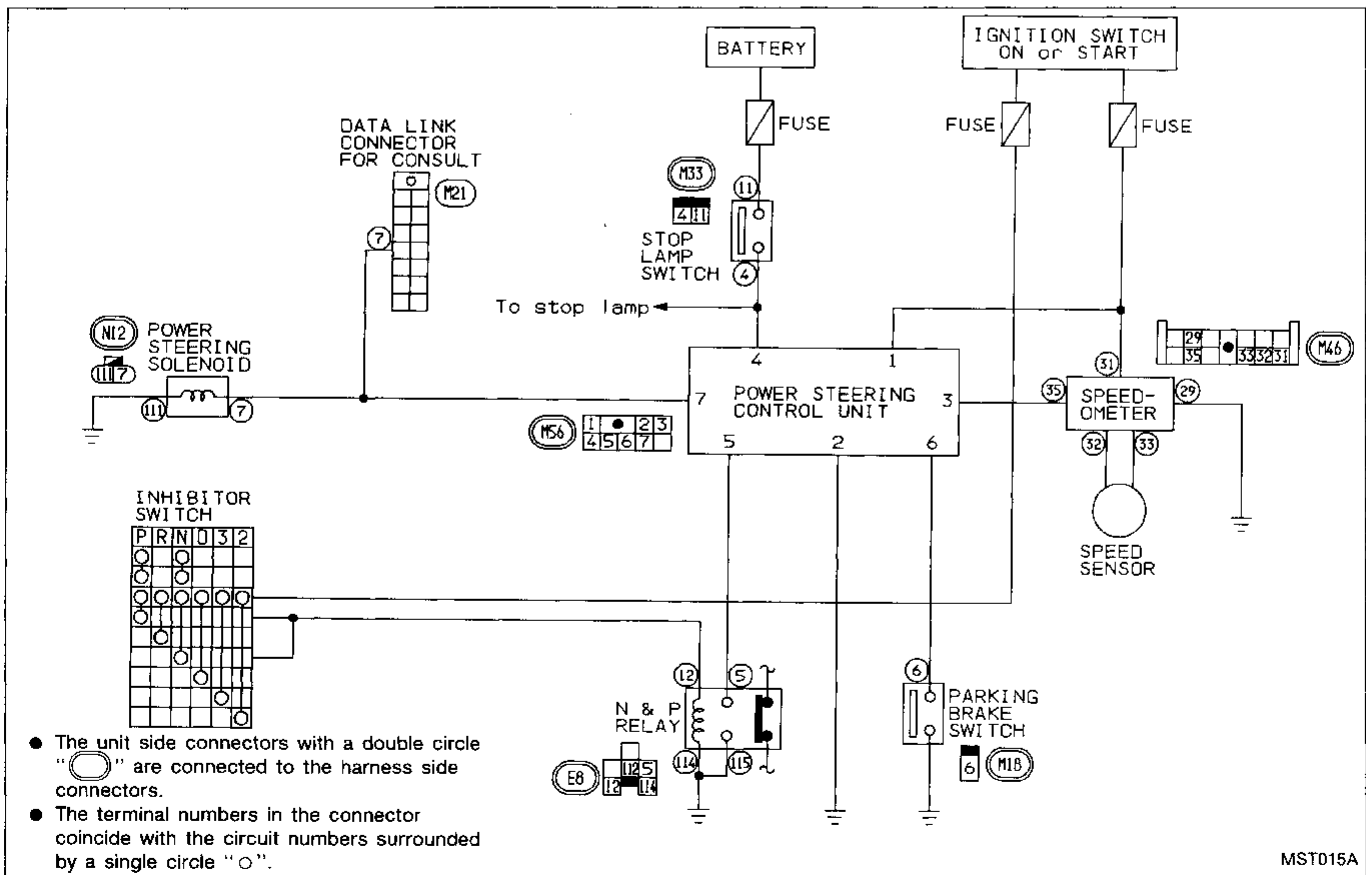 BATTERY
IGNITION SWITCH
ON or START
FUSE
FUSE
FUSE
DATA LINK
CONNECTOR
FOR CONSULT
M21
7
M33
4 11
11
STOP
LAMP
SWITCH
4
To stop lamp
N12
POWER
STEERING
SOLENOID
111 7
111
7
4
1
7
POWER STEERING
CONTROL UNIT
3
5
2
6
M56
1 2 3
4 5 6 7
29
35 33 32 31
M46
31
35
SPEED-
OMETER
29
32
33
SPEED
SENSOR
INHIBITOR
SWITCH
P R N D 3 2
12
5
N & P
RELAY
114
115
E8
112 5
12 114
6
PARKING
BRAKE
SWITCH
6
M18
● The unit side connectors with a double circle
" " are connected to the harness side
connectors.
● The terminal numbers in the connector
coincide with the circuit numbers surrounded
by a single circle "○".
MST015A